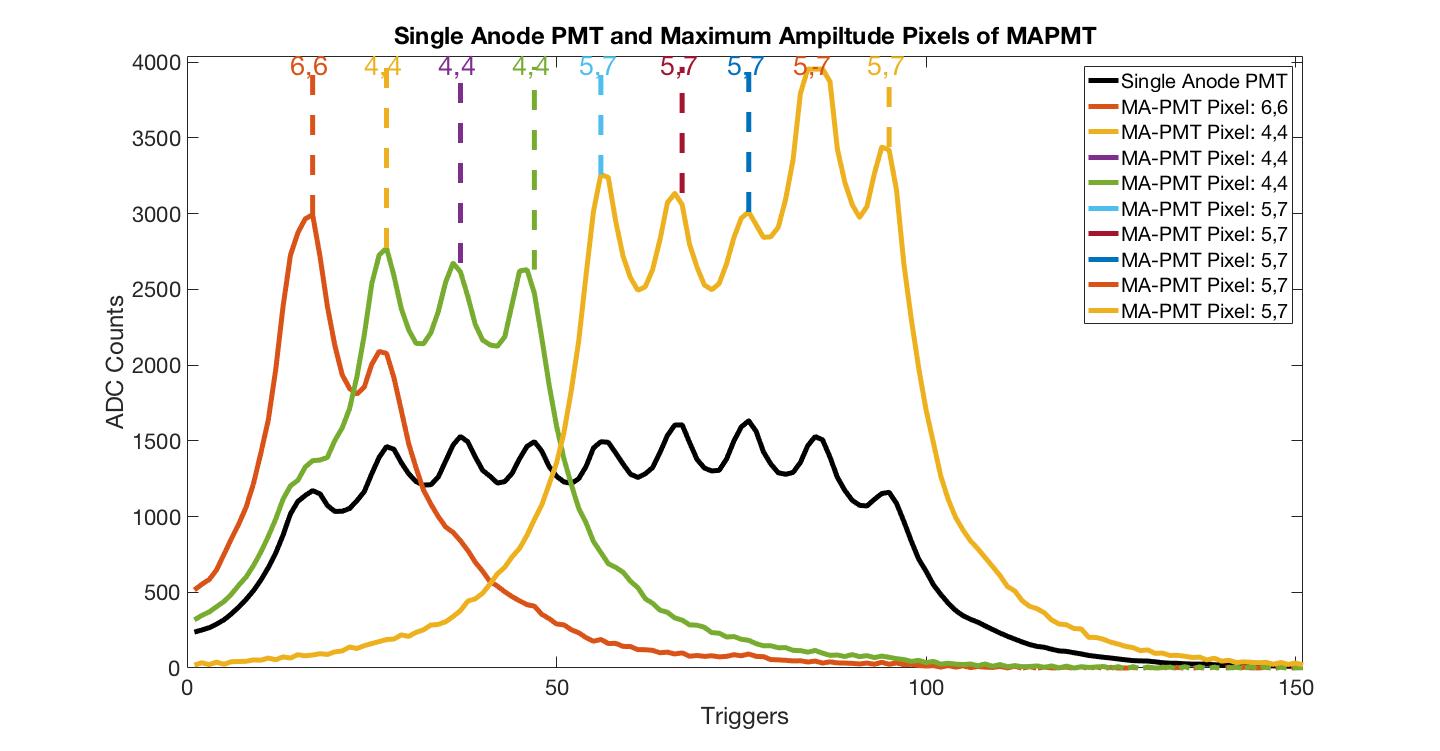 Single Anode PMT and Maximum Ampiltude Pixels of MAPMT
6,6 4,4 4,4 4,4 5,7 5,7 5,7 5,7 5,7
Single Anode PMT
MA-PMT Pixel: 6,6
MA-PMT Pixel: 4,4
MA-PMT Pixel: 4,4
MA-PMT Pixel: 4,4
MA-PMT Pixel: 5,7
MA-PMT Pixel: 5,7
MA-PMT Pixel: 5,7
MA-PMT Pixel: 5,7
MA-PMT Pixel: 5,7
ADC Counts
4000
3500
3000
2500
2000
1500
1000
500
0
0 50 100 150
Triggers